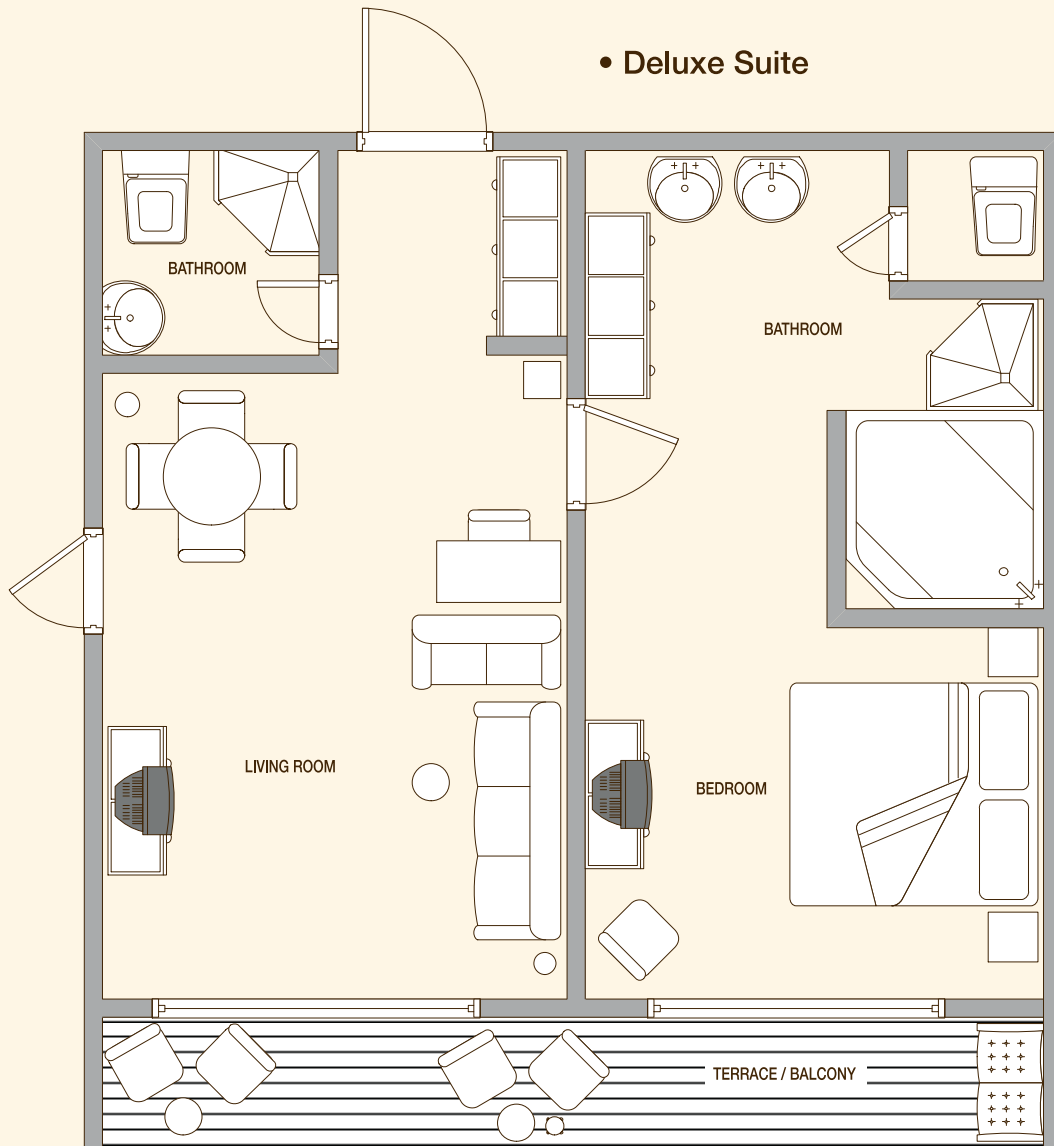 • Deluxe Suite
BATHROOM
BATHROOM
LIVING ROOM
BEDROOM
TERRACE / BALCONY